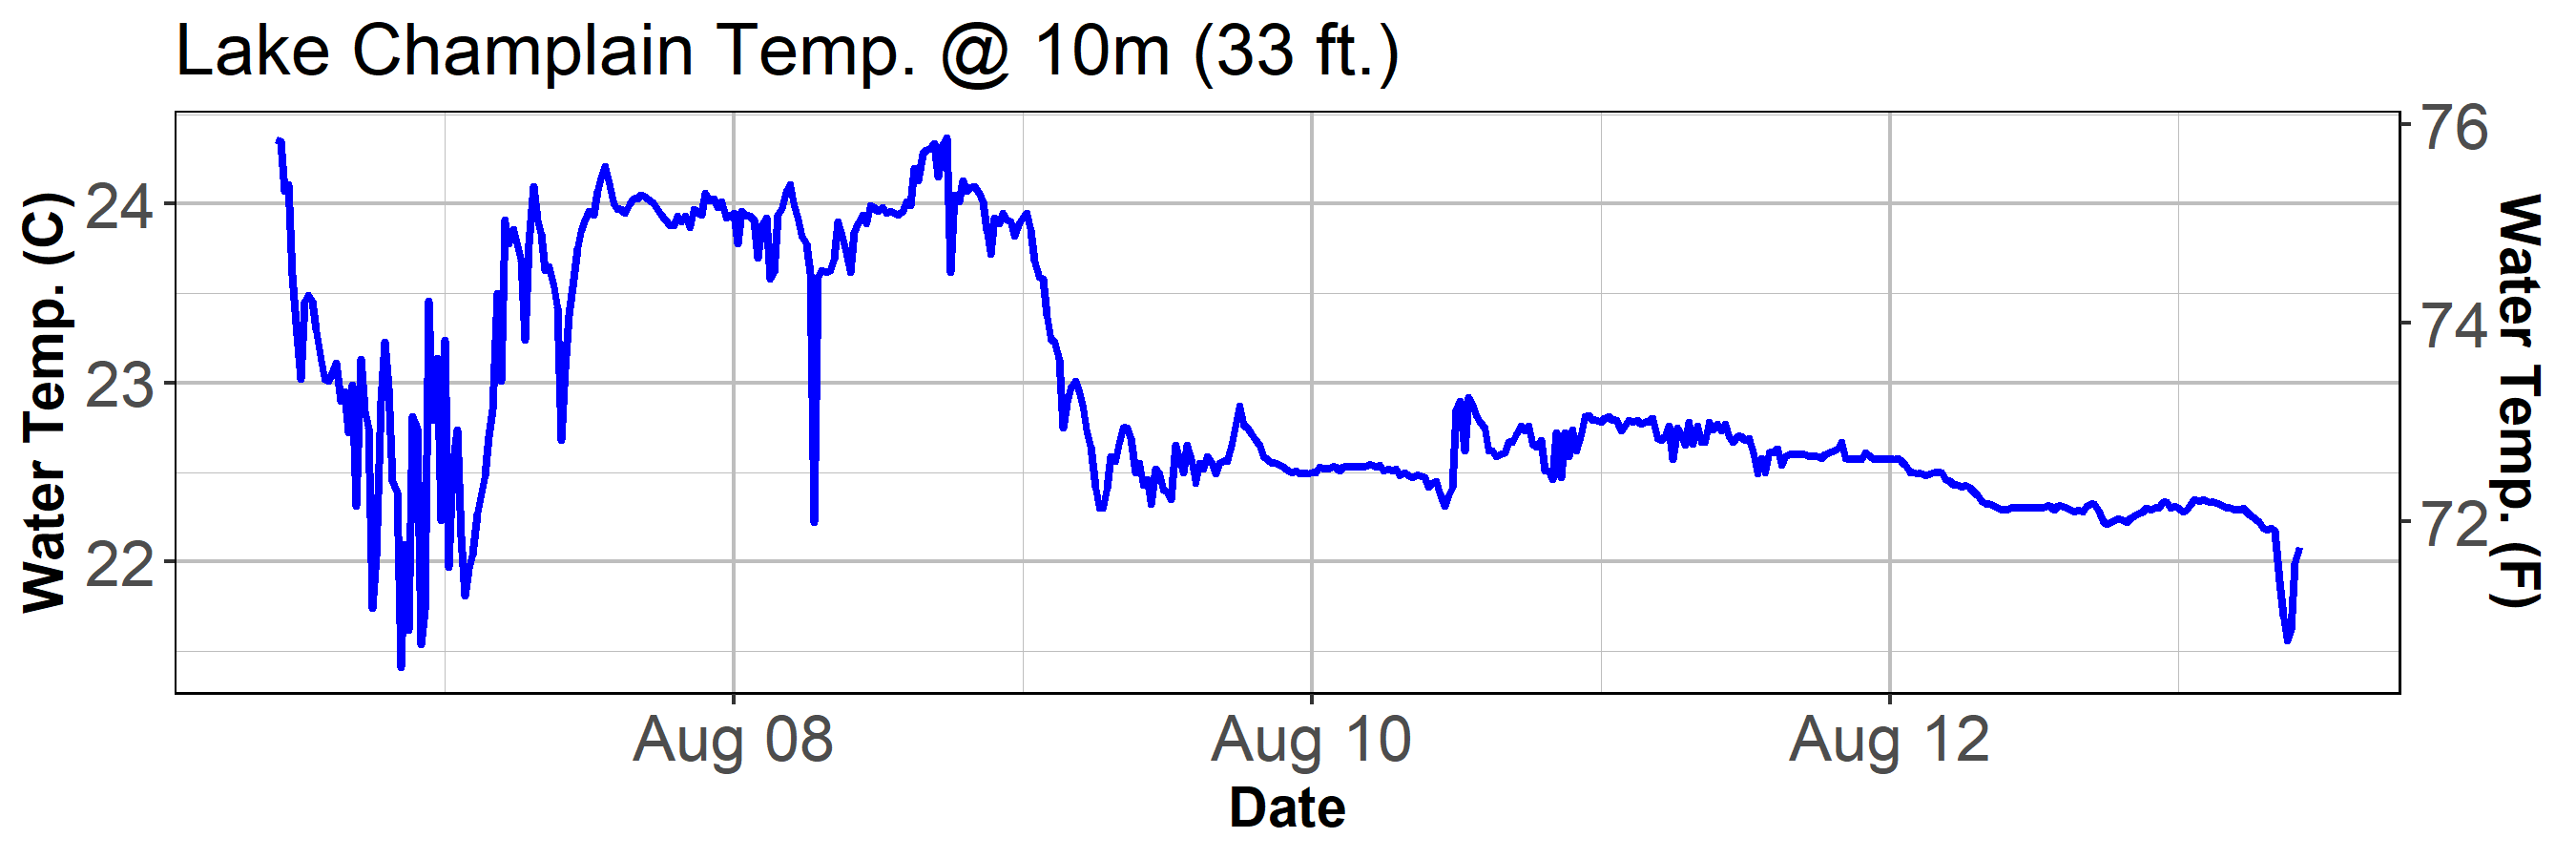 Lake Champlain Temp. @ 10m (33 ft.)
Water Temp. (C)
24
23
22
76
74
72
Water Temp. (F)
Aug 08
Aug 10
Aug 12
Date